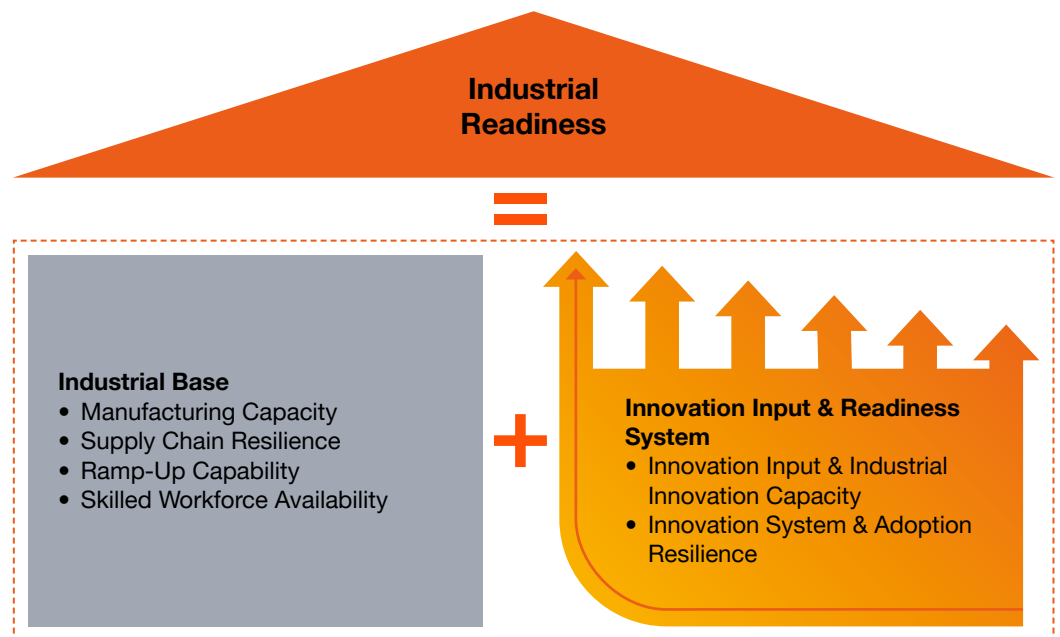 Industrial
Readiness
=
Industrial Base
• Manufacturing Capacity
• Supply Chain Resilience
• Ramp-Up Capability
• Skilled Workforce Availability
+
Innovation Input & Readiness
System
• Innovation Input & Industrial
Innovation Capacity
• Innovation System & Adoption
Resilience